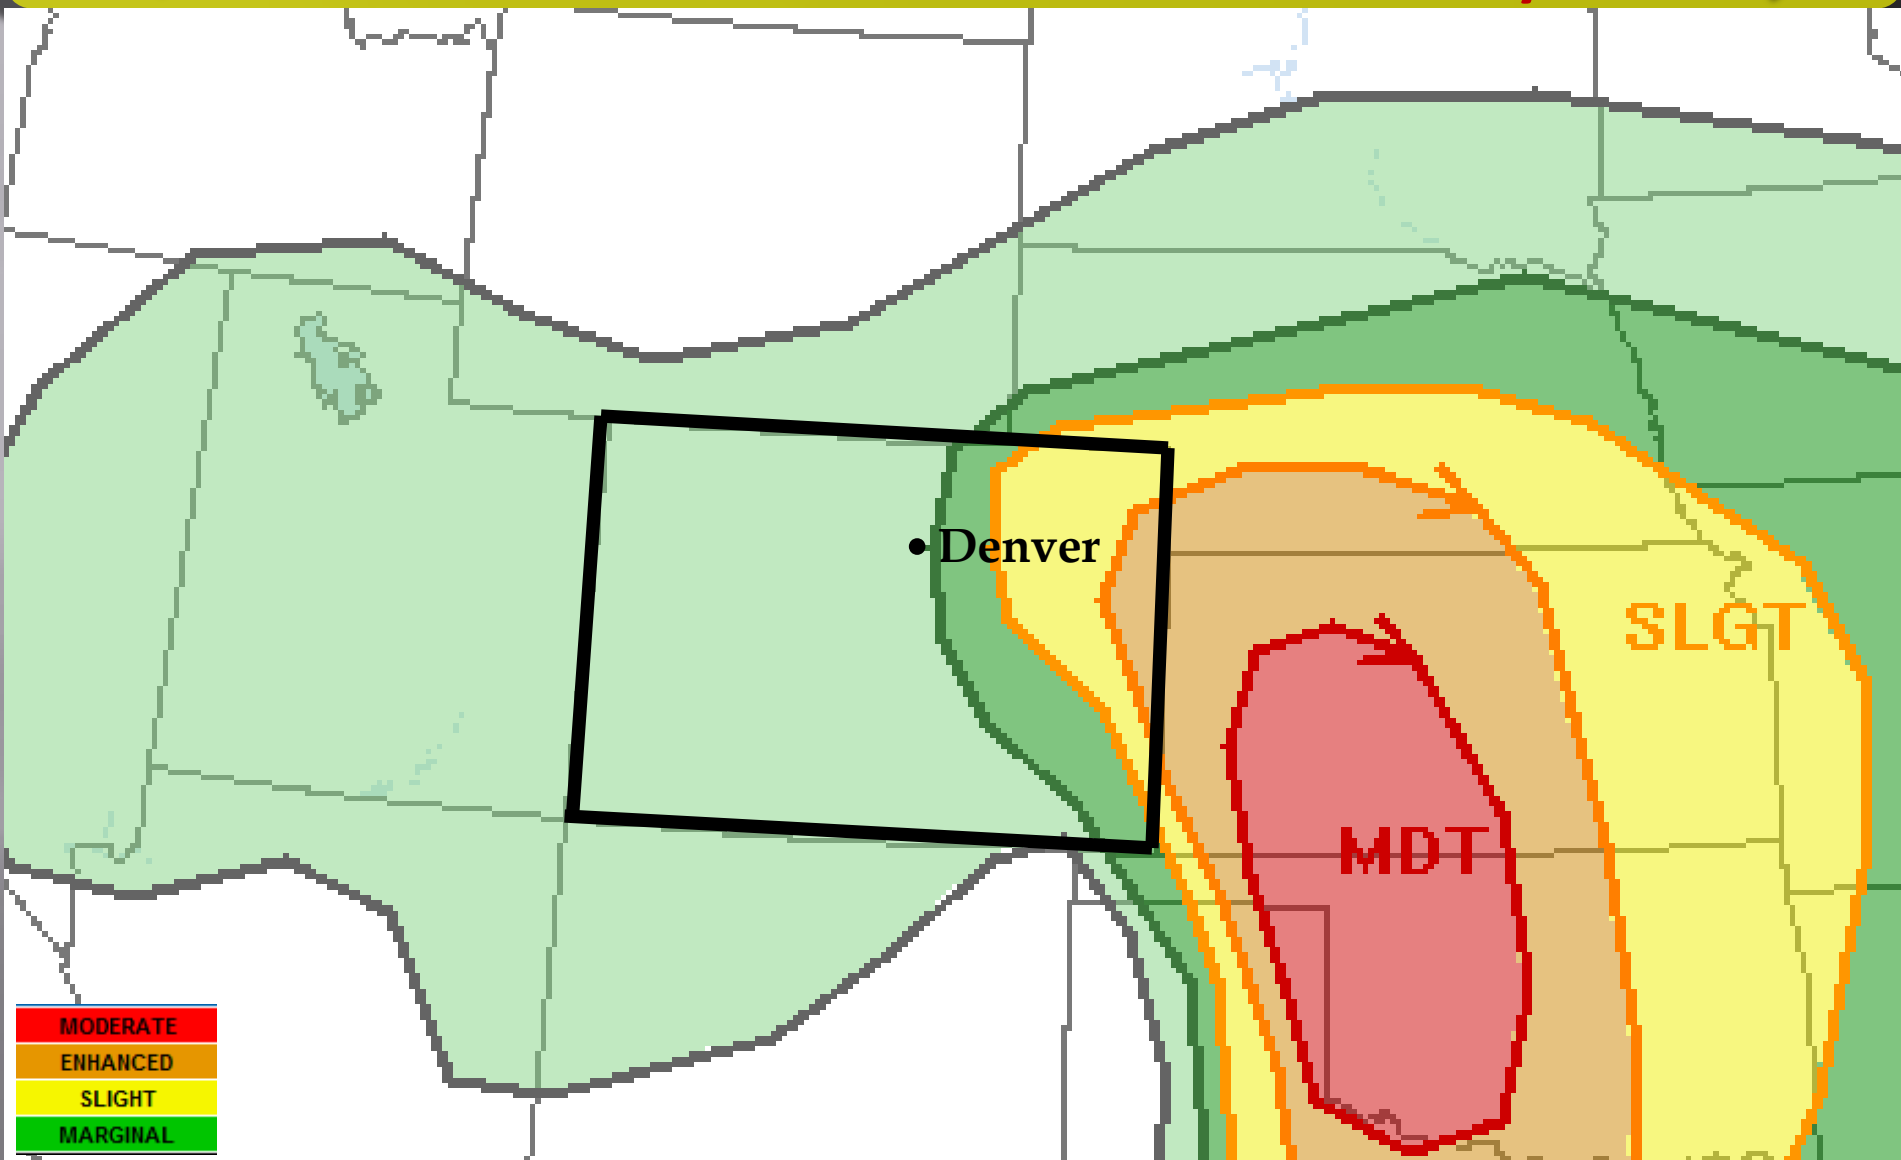 Denver
SLGT
MDT
MODERATE
ENHANCED
SLIGHT
MARGINAL